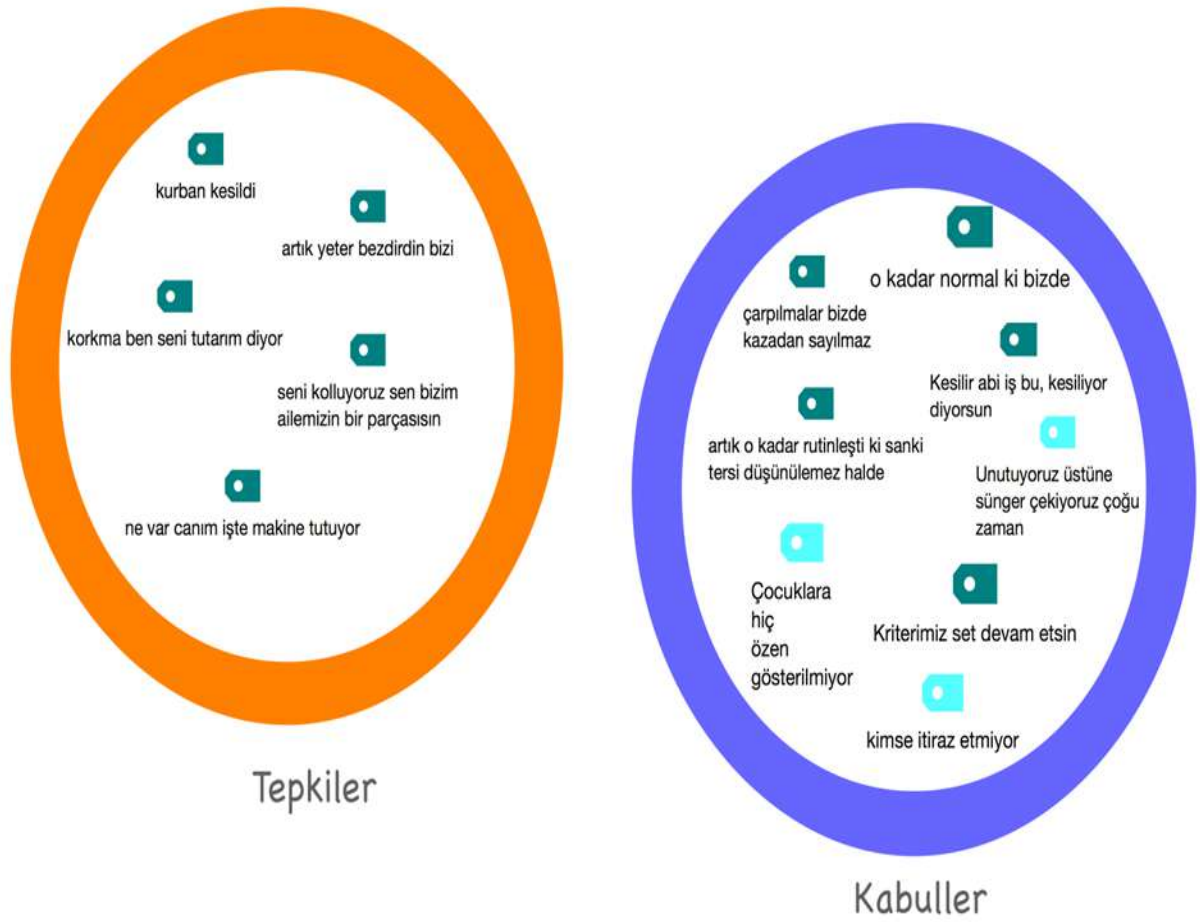 kurban kesildi
artık yeter bezdirdin bizi
korkma ben seni tutarım diyor
seni kolluyoruz sen bizim
ailemizin bir parçasısın
ne var canım işte makine tutuyor
Tepkiler
o kadar normal ki bizde
çarpılmalar bizde
kazadan sayılmaz
Kesilir abi iş bu, kesiliyor
diyorsun
artık o kadar rutinleşti ki sanki
tersi düşünülemez halde
Unutuyoruz üstüne
sünger çekiyoruz çoğu
zaman
Çocuklara
hiç
özen
gösterilmiyor
Kriterimiz set devam etsin
kimse itiraz etmiyor
Kabuller